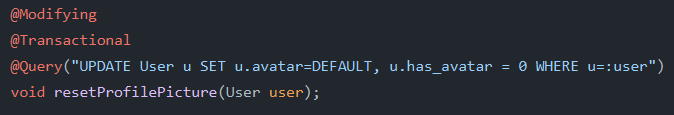 @Modifying
@Transactional
@Query("UPDATE User u SET u.avatar=DEFAULT, u.has_avatar = 0 WHERE u=:user")
void resetProfilePicture(User user);